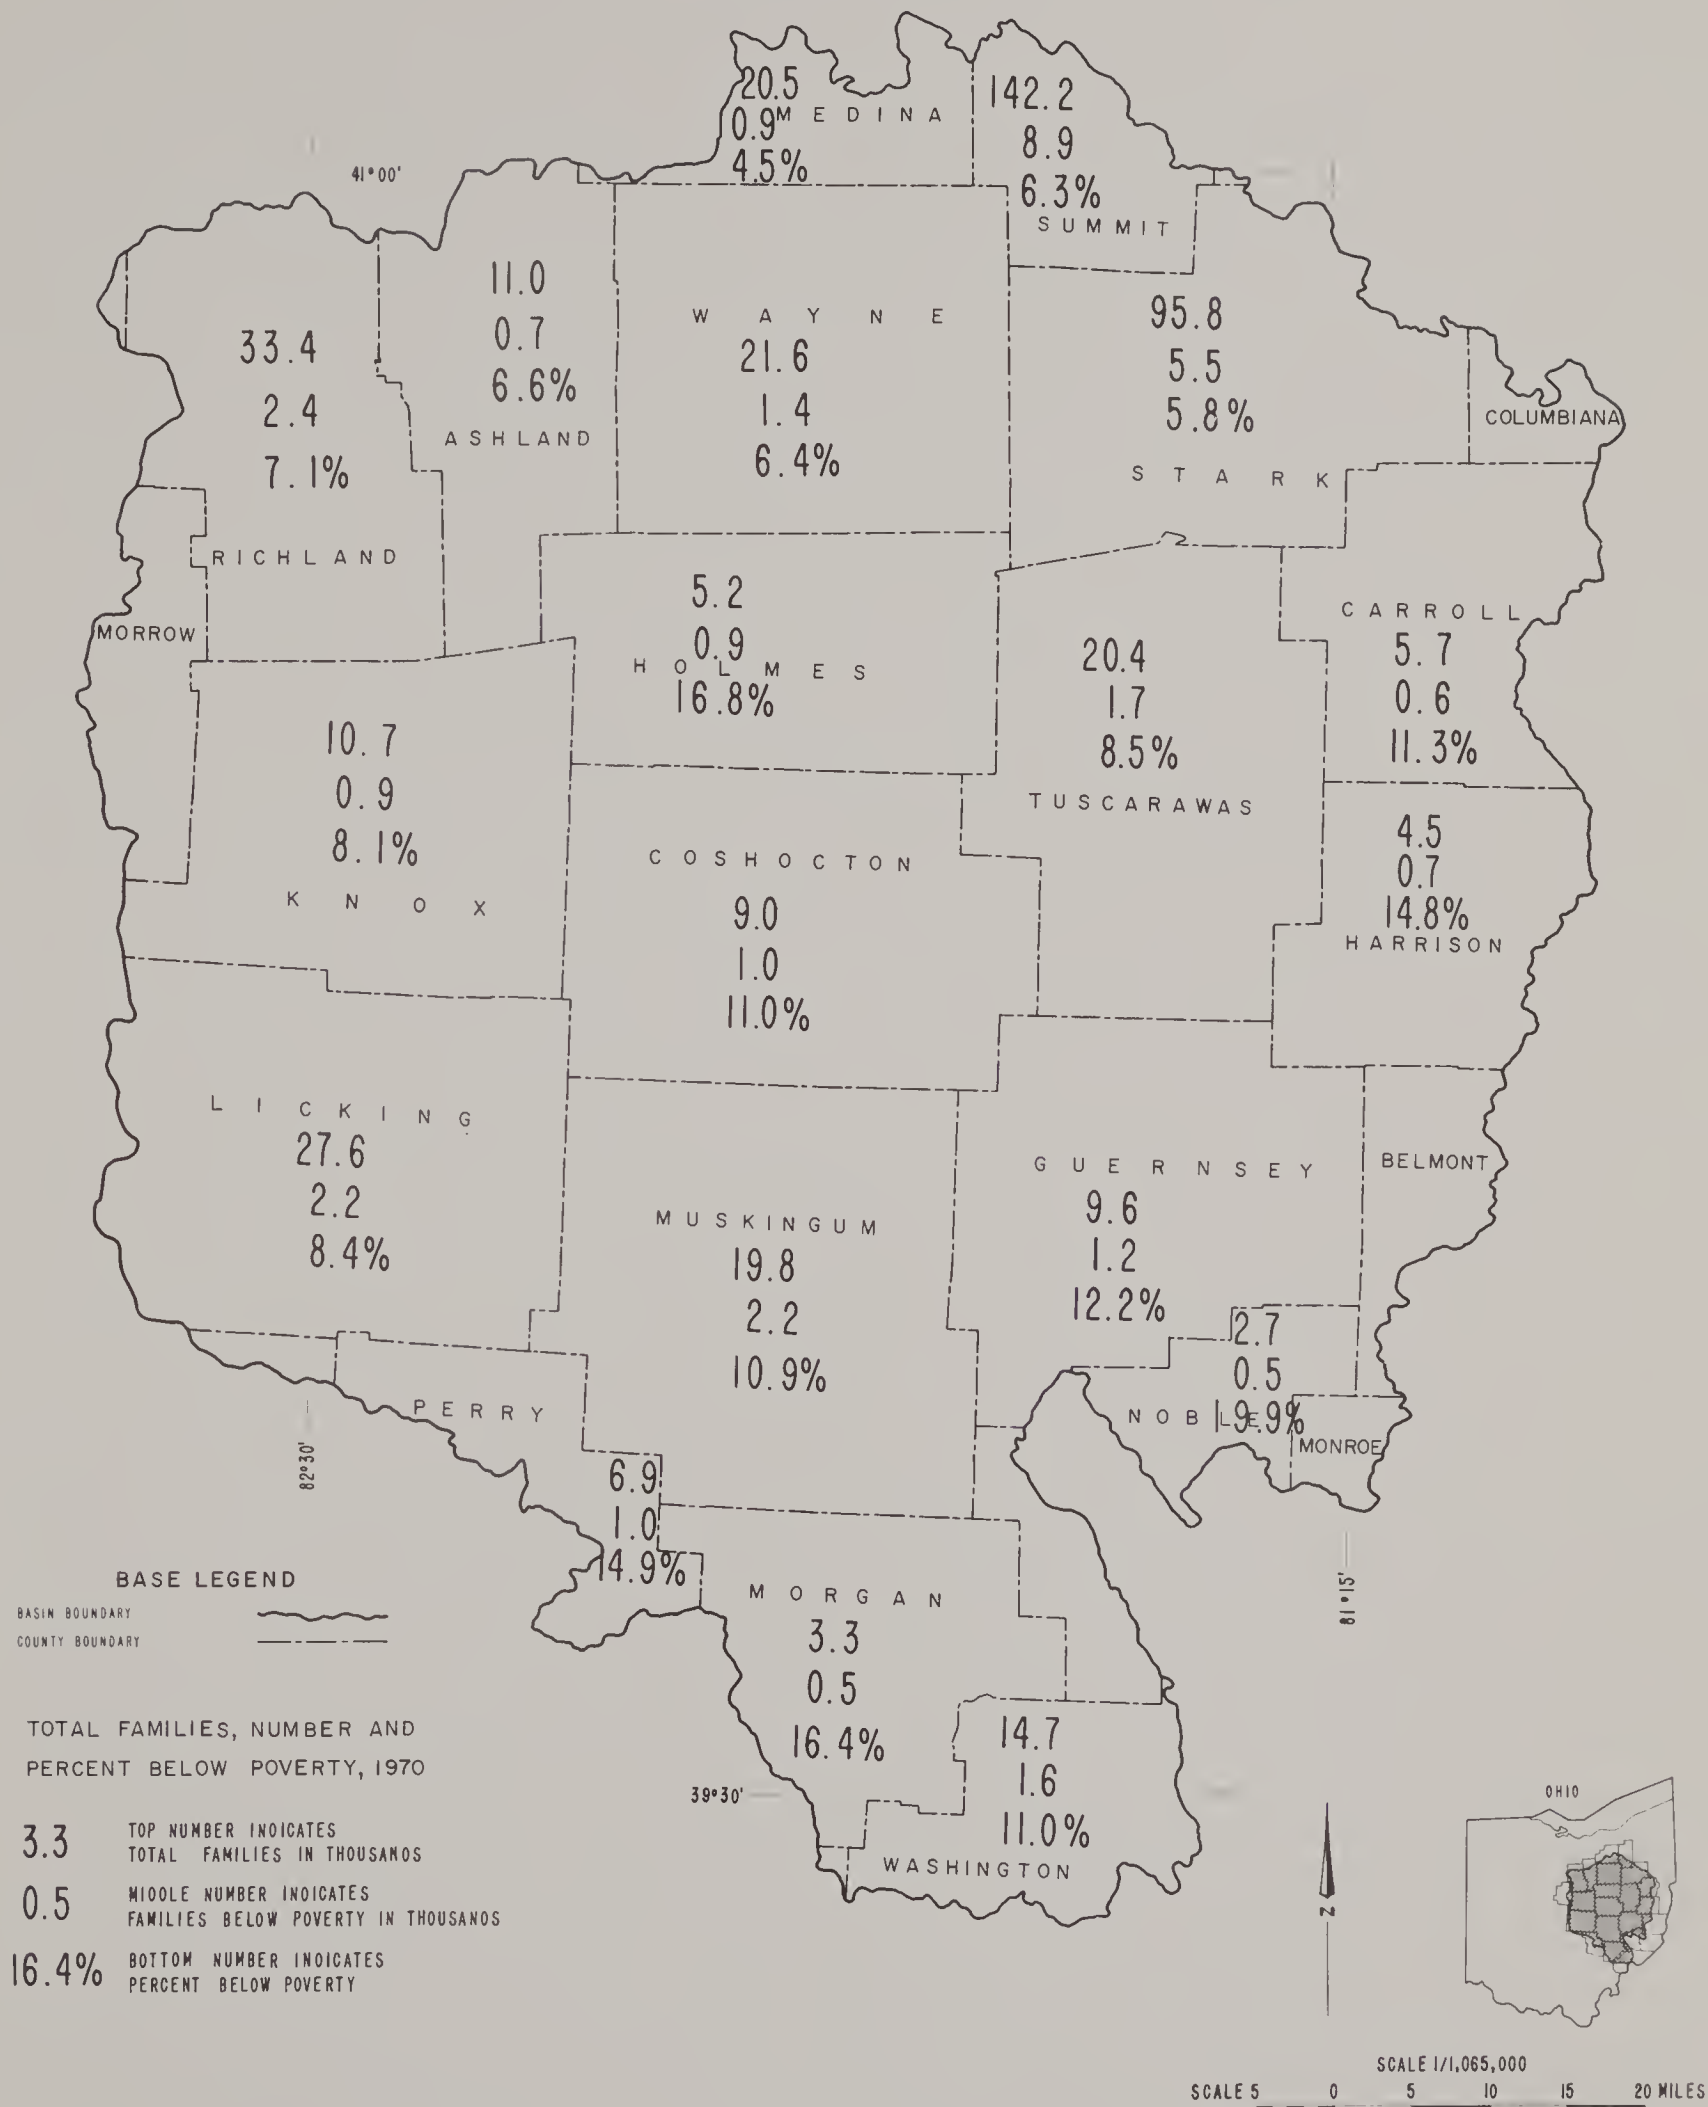 20.5
0.9
4.5%
MEDINA
142.2
8.9
6.3%
SUMMIT
41°00'
33.4
2.4
7.1%
RICHLAND
11.0
0.7
6.6%
ASHLAND
WAYNE
21.6
1.4
6.4%
95.8
5.5
5.8%
STARK
COLUMBIANA
MORROW
5.2
0.9
HOLMES
16.8%
20.4
1.7
8.5%
TUSCARAWAS
CARROLL
5.7
0.6
11.3%
10.7
0.9
8.1%
KNOX
COSHOCTON
9.0
1.0
11.0%
4.5
0.7
14.8%
HARRISON
LICKING
27.6
2.2
8.4%
MUSKINGUM
19.8
2.2
10.9%
GUERNSEY
9.6
1.2
12.2%
BELMONT
2.7
0.5
19.9%
NOBLE
MONROE
PERRY
6.9
1.0
14.9%
82°30'
81°15'
MORGAN
3.3
0.5
16.4%
14.7
1.6
11.0%
WASHINGTON
39°30'
BASE LEGEND
BASIN BOUNDARY
COUNTY BOUNDARY
TOTAL FAMILIES, NUMBER AND
PERCENT BELOW POVERTY, 1970
3.3 TOP NUMBER INDICATES
TOTAL FAMILIES IN THOUSANDS
0.5 MIDDLE NUMBER INDICATES
FAMILIES BELOW POVERTY IN THOUSANDS
16.4% BOTTOM NUMBER INDICATES
PERCENT BELOW POVERTY
N
OHIO
SCALE 1/1,065,000
SCALE 5 0 5 10 15 20 MILES